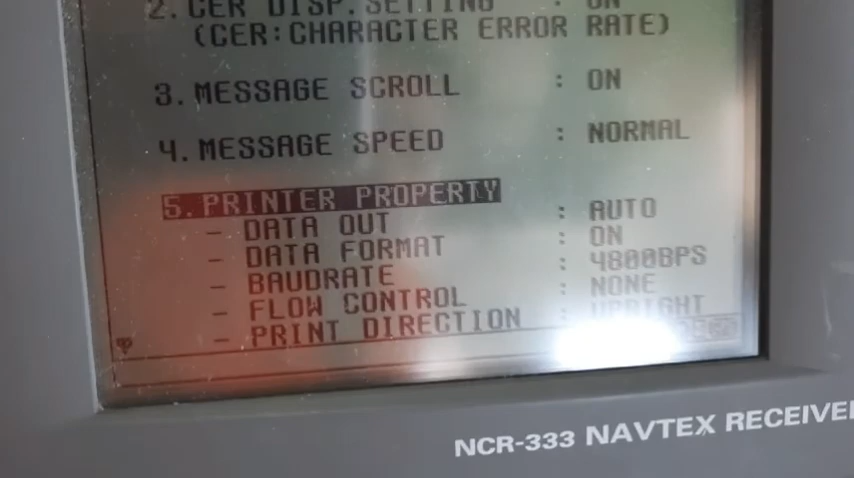 2. CER DISP. SETTING : ON
(CER:CHARACTER ERROR RATE)
3. MESSAGE SCROLL : ON
4. MESSAGE SPEED : NORMAL
5. PRINTER PROPERTY
- DATA OUT : AUTO
- DATA FORMAT : ON
- BAUDRATE : 4800BPS
- FLOW CONTROL : NONE
- PRINT DIRECTION : UPRIGHT
NCR-333 NAVTEX RECEIVER